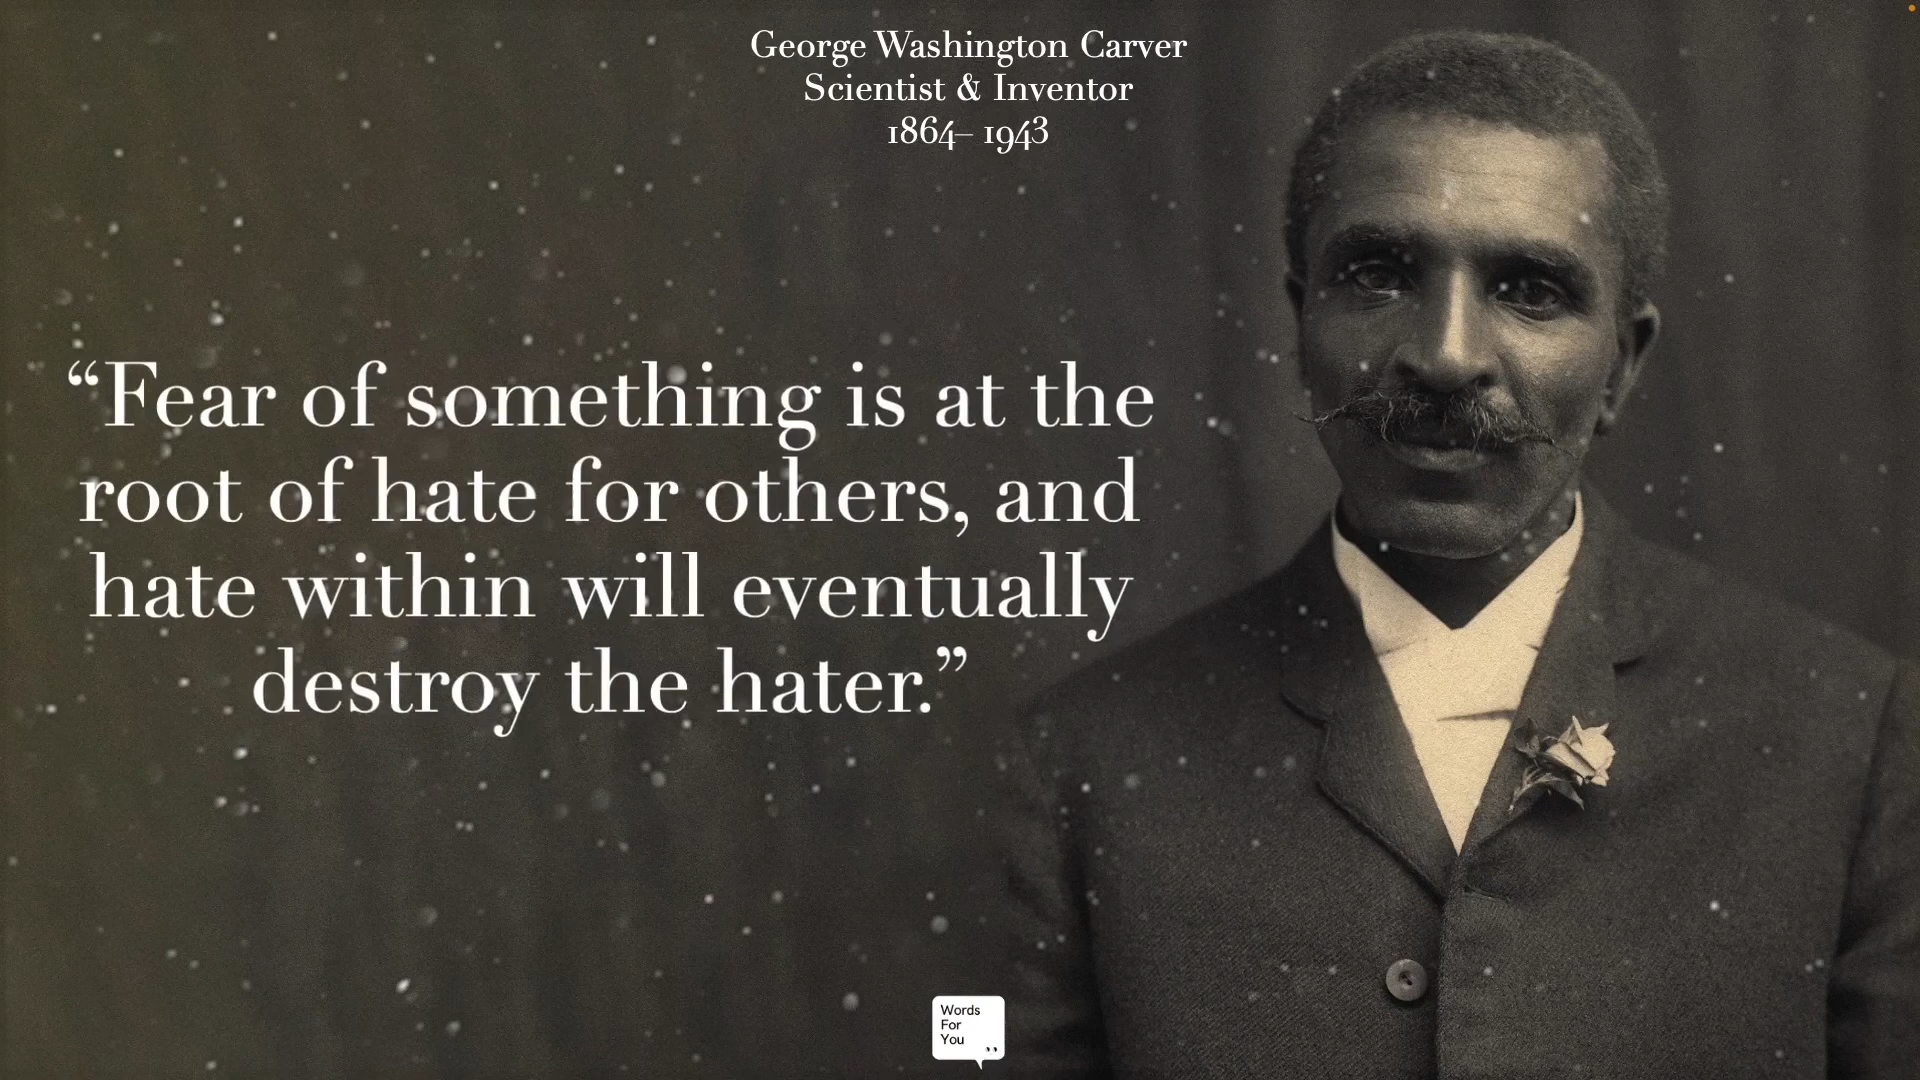 George Washington Carver
Scientist & Inventor
1864– 1943
“Fear of something is at the
root of hate for others, and
hate within will eventually
destroy the hater.”
Words
For
You